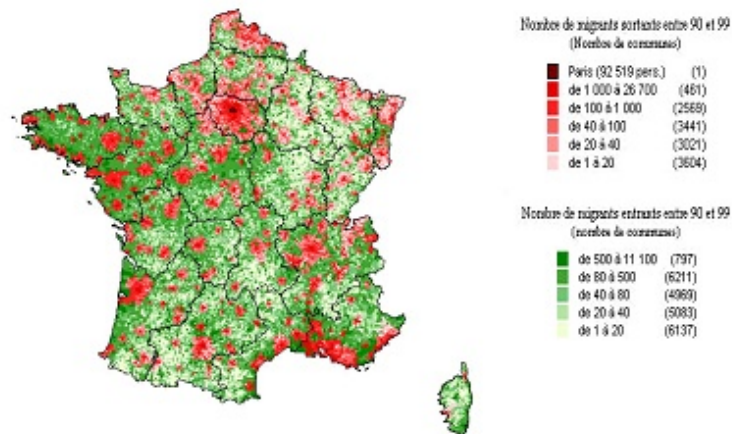 Nombre de migrants sortants entre 90 et 99
(Nombre de communes)
Paris (92 519 pers.) (1)
de 1 000 à 26 700 (461)
de 100 à 1 000 (2569)
de 40 à 100 (3441)
de 20 à 40 (3021)
de 1 à 20 (3604)
Nombre de migrants entrants entre 90 et 99
(nombre de communes)
de 500 à 11 100 (797)
de 80 à 500 (6211)
de 40 à 80 (4969)
de 20 à 40 (5083)
de 1 à 20 (6137)